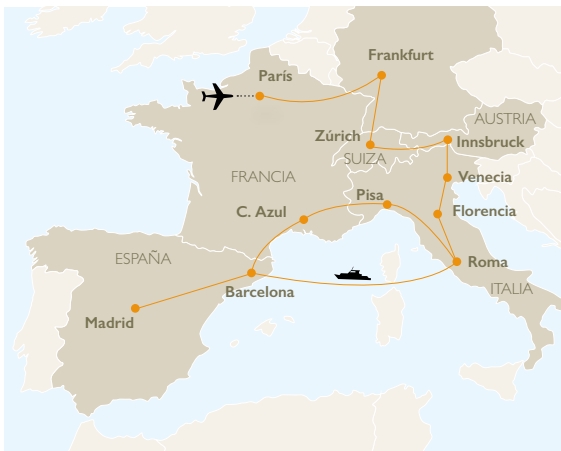 Frankfurt
París
AUSTRIA
Zúrich
Innsbruck
SUIZA
FRANCIA
Venecia
Pisa
C. Azul
Florencia
ESPAÑA
Roma
Barcelona
ITALIA
Madrid